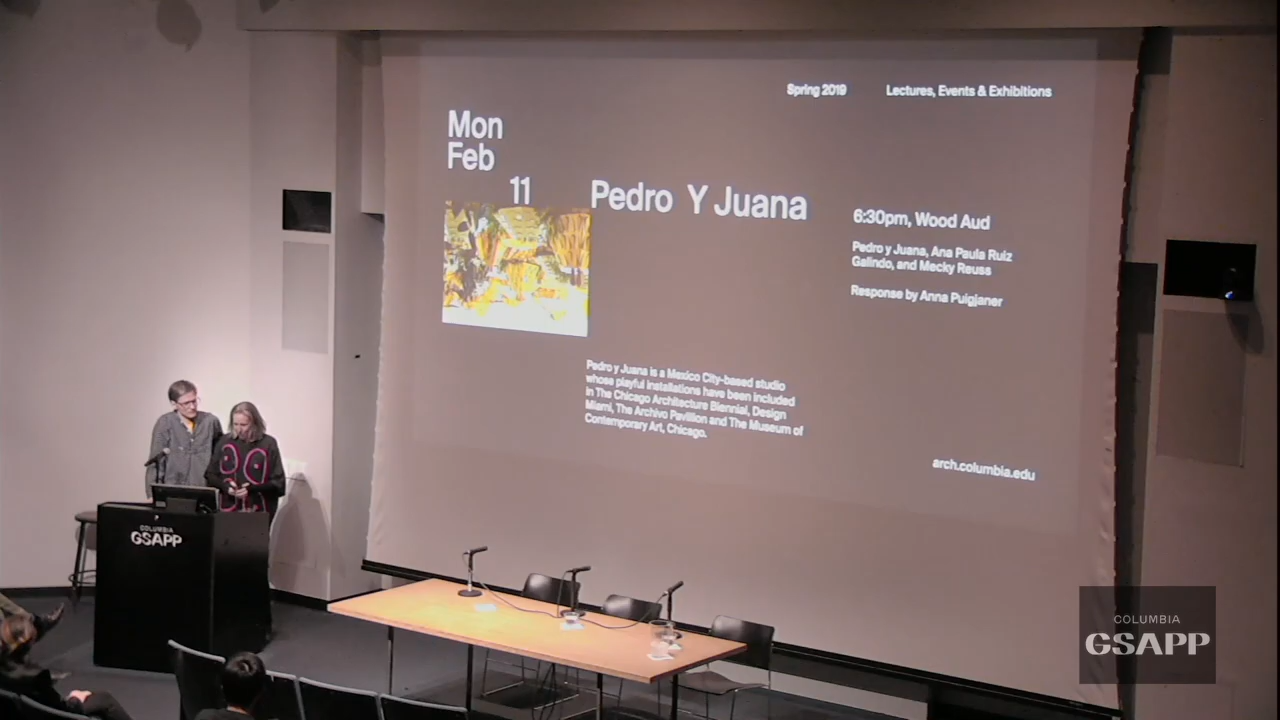 Spring 2019
Lectures, Events & Exhibitions
Mon
Feb
11
Pedro Y Juana
6:30pm, Wood Aud
Pedro y Juana, Ana Paula Ruiz
Galindo, and Mecky Reuss
Response by Anna Puigjaner
Pedro y Juana is a Mexico City-based studio
whose playful installations have been included
in The Chicago Architecture Biennial, Design
Miami, The Archivo Pavillion and The Museum of
Contemporary Art, Chicago.
arch.columbia.edu
COLUMBIA
GSAPP
COLUMBIA
GSAPP